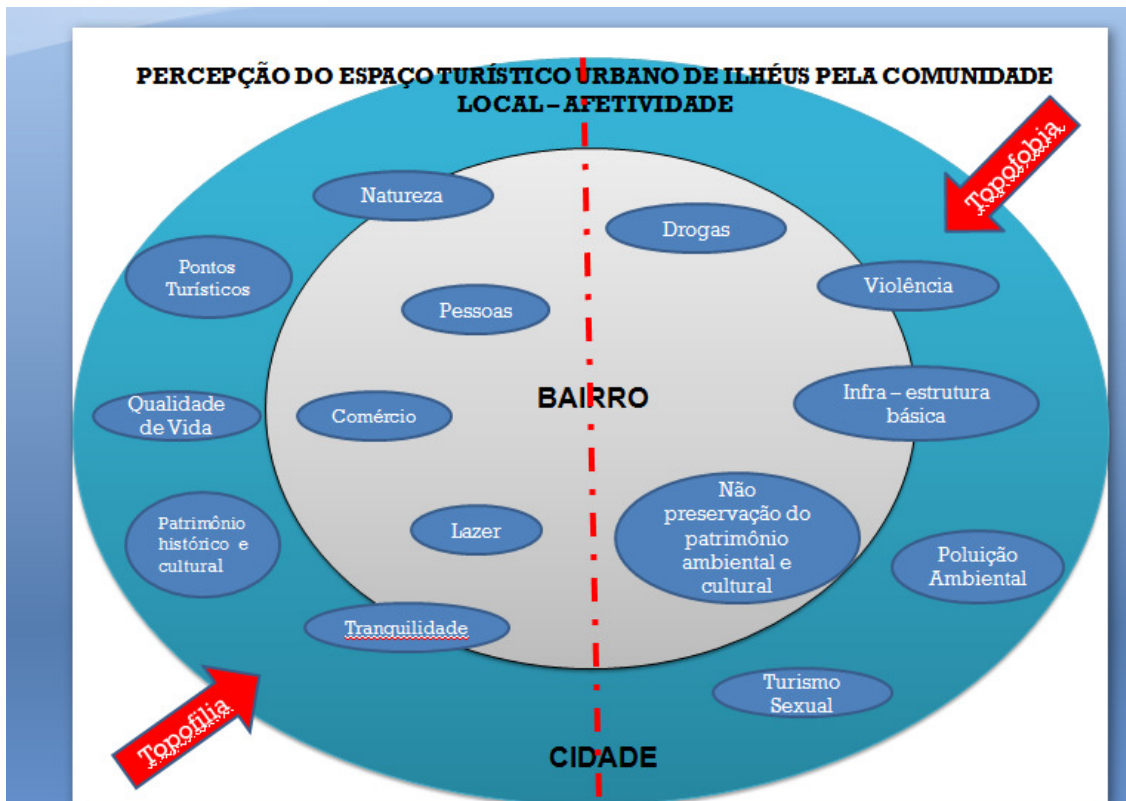 PERCEPÇÃO DO ESPAÇO TURÍSTICO URBANO DE ILHÉUS PELA COMUNIDADE
LOCAL – AFETIVIDADE
Topofobia
Natureza
Drogas
Pontos
Turísticos
Violência
Pessoas
BAIRRO
Infra – estrutura
básica
Qualidade
de Vida
Comércio
Não
preservação do
patrimônio
ambiental e
cultural
Patrimônio
histórico e
cultural
Lazer
Poluição
Ambiental
Tranquilidade
Turismo
Sexual
Topofilia
CIDADE